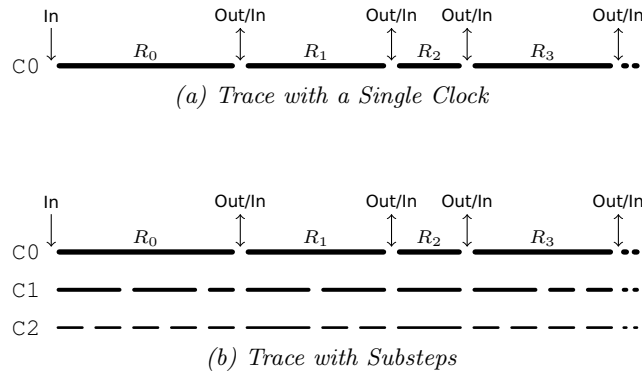 In Out/In Out/In Out/In Out/In
R0 R1 R2 R3
C0
(a) Trace with a Single Clock
In Out/In Out/In Out/In Out/In
R0 R1 R2 R3
C0
C1
C2
(b) Trace with Substeps